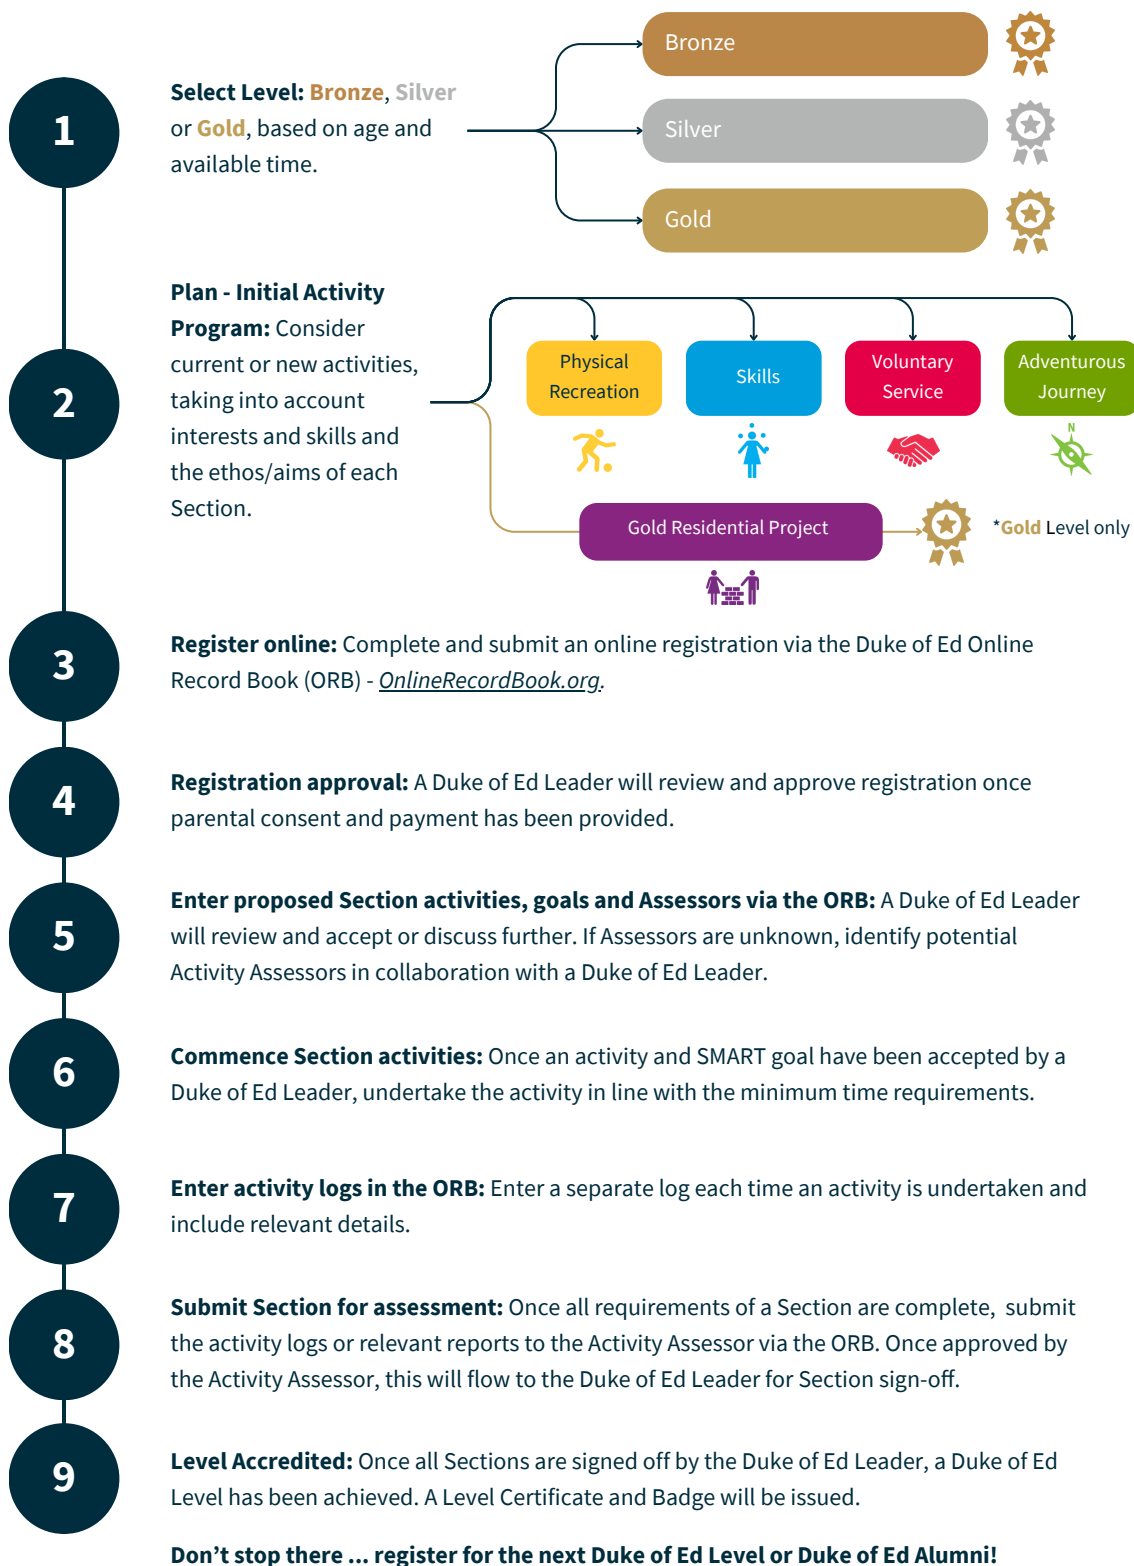 1
Select Level: Bronze, Silver
or Gold, based on age and
available time.
Bronze
Silver
Gold
2
Plan - Initial Activity
Program: Consider
current or new activities,
taking into account
interests and skills and
the ethos/aims of each
Section.
Physical
Recreation
Skills
Voluntary
Service
Adventurous
Journey
N
Gold Residential Project
*Gold Level only
3
Register online: Complete and submit an online registration via the Duke of Ed Online
Record Book (ORB) - OnlineRecordBook.org.
4
Registration approval: A Duke of Ed Leader will review and approve registration once
parental consent and payment has been provided.
5
Enter proposed Section activities, goals and Assessors via the ORB: A Duke of Ed Leader
will review and accept or discuss further. If Assessors are unknown, identify potential
Activity Assessors in collaboration with a Duke of Ed Leader.
6
Commence Section activities: Once an activity and SMART goal have been accepted by a
Duke of Ed Leader, undertake the activity in line with the minimum time requirements.
7
Enter activity logs in the ORB: Enter a separate log each time an activity is undertaken and
include relevant details.
8
Submit Section for assessment: Once all requirements of a Section are complete, submit
the activity logs or relevant reports to the Activity Assessor via the ORB. Once approved by
the Activity Assessor, this will flow to the Duke of Ed Leader for Section sign-off.
9
Level Accredited: Once all Sections are signed off by the Duke of Ed Leader, a Duke of Ed
Level has been achieved. A Level Certificate and Badge will be issued.
Don’t stop there ... register for the next Duke of Ed Level or Duke of Ed Alumni!